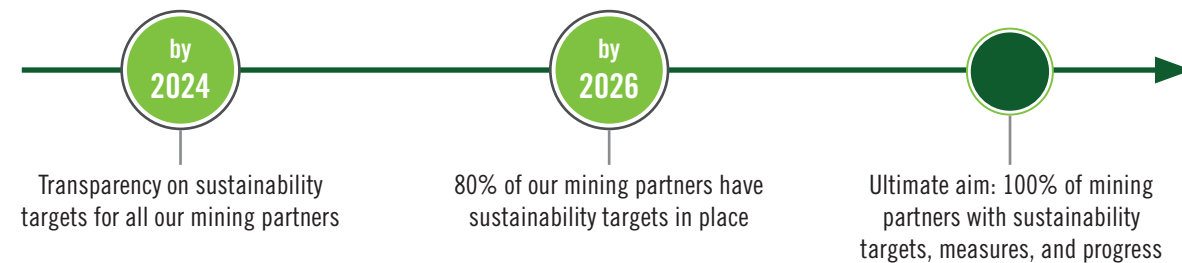 by
2024
Transparency on sustainability
targets for all our mining partners
by
2026
80% of our mining partners have
sustainability targets in place
Ultimate aim: 100% of mining
partners with sustainability
targets, measures, and progress